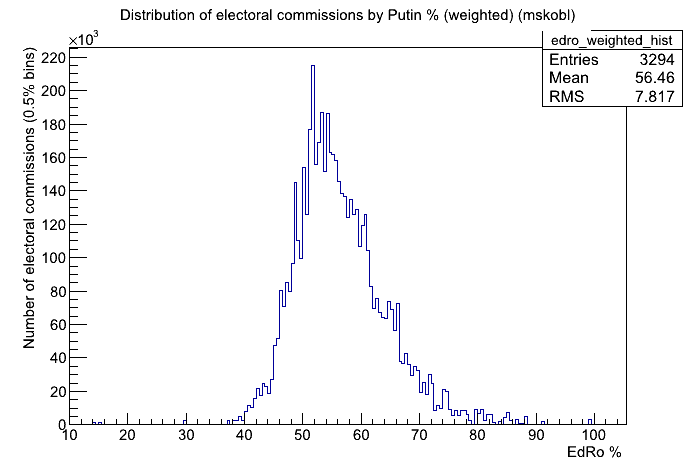 Distribution of electoral commissions by Putin % (weighted) (mskobl)
×10³
edro_weighted_hist
Entries 3294
Mean 56.46
RMS 7.817
Number of electoral commissions (0.5% bins)
220
200
180
160
140
120
100
80
60
40
20
0
10 20 30 40 50 60 70 80 90 100
EdRo %